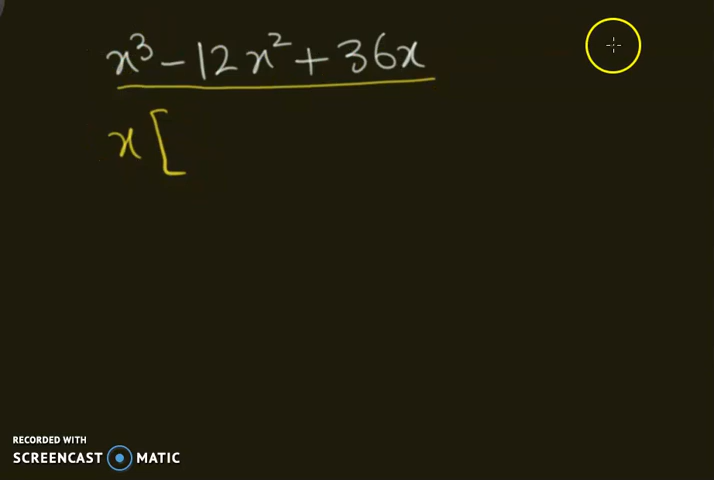 x³ - 12x² + 36x
x [
RECORDED WITH
SCREENCAST MATIC